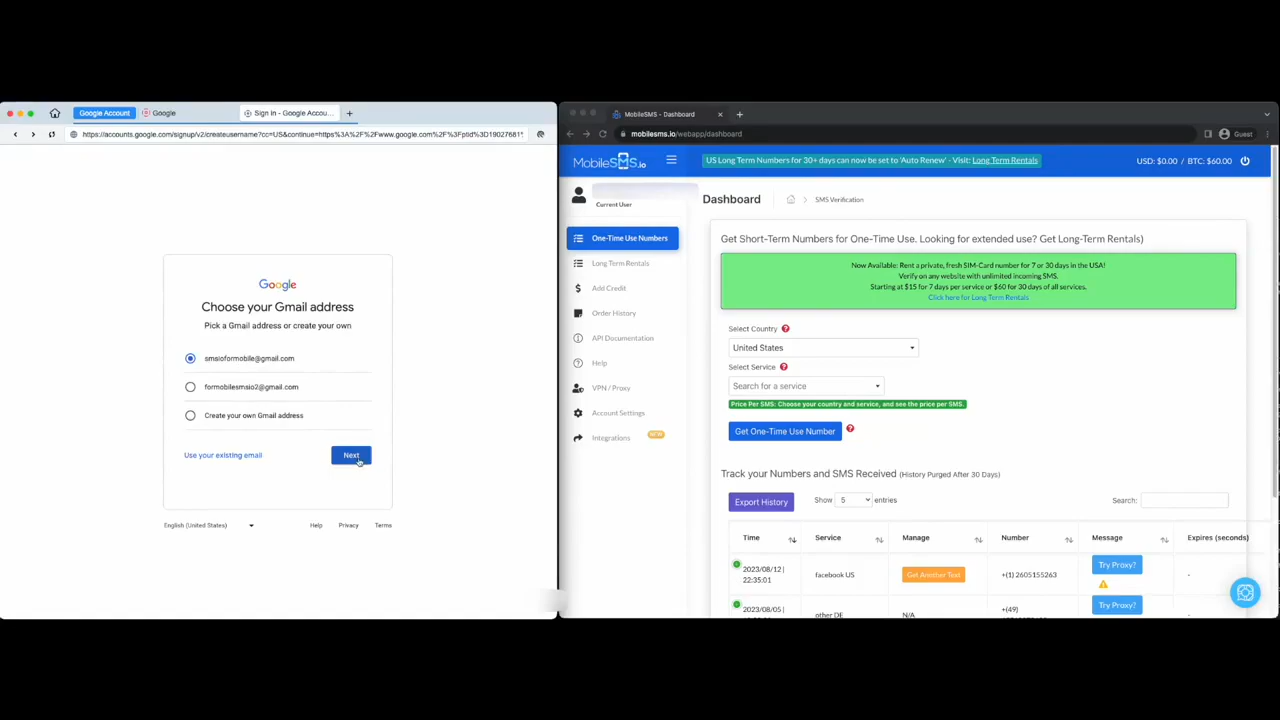 Google Account
Google
Sign In - Google Accou...
https://accounts.google.com/signup/v2/createusername?cc=US&continue=https%3A%2F%2Fwww.google.com%2F%3Fptid%3D19027681%
Google
Choose your Gmail address
Pick a Gmail address or create your own
smsioformobile@gmail.com
formobilesmsio2@gmail.com
Create your own Gmail address
Use your existing email
Next
English (United States)
Help
Privacy
Terms
MobileSMS - Dashboard
mobilesms.io/webapp/dashboard
Guest
MobileSMS.io
US Long Term Numbers for 30+ days can now be set to 'Auto Renew' - Visit: Long Term Rentals
USD: $0.00 / BTC: $60.00
Current User
One-Time Use Numbers
Long Term Rentals
Add Credit
Order History
API Documentation
Help
VPN / Proxy
Account Settings
Integrations
NEW
Dashboard
SMS Verification
Get Short-Term Numbers for One-Time Use. Looking for extended use? Get Long-Term Rentals)
Now Available: Rent a private, fresh SIM-Card number for 7 or 30 days in the USA!
Verify on any website with unlimited incoming SMS.
Starting at $15 for 7 days per service or $60 for 30 days of all services.
Click here for Long Term Rentals
Select Country ?
United States
Select Service ?
Search for a service
Price Per SMS: Choose your country and service, and see the price per SMS.
Get One-Time Use Number ?
Track your Numbers and SMS Received (History Purged After 30 Days)
Export History
Show 5 entries
Search:
Time Service Manage Number Message Expires (seconds)
2023/08/12 |
22:35:01
facebook US
Get Another Text
+(1) 2605155263
Try Proxy?
-
2023/08/05 |
other DE
N/A
+(49)
Try Proxy?
-